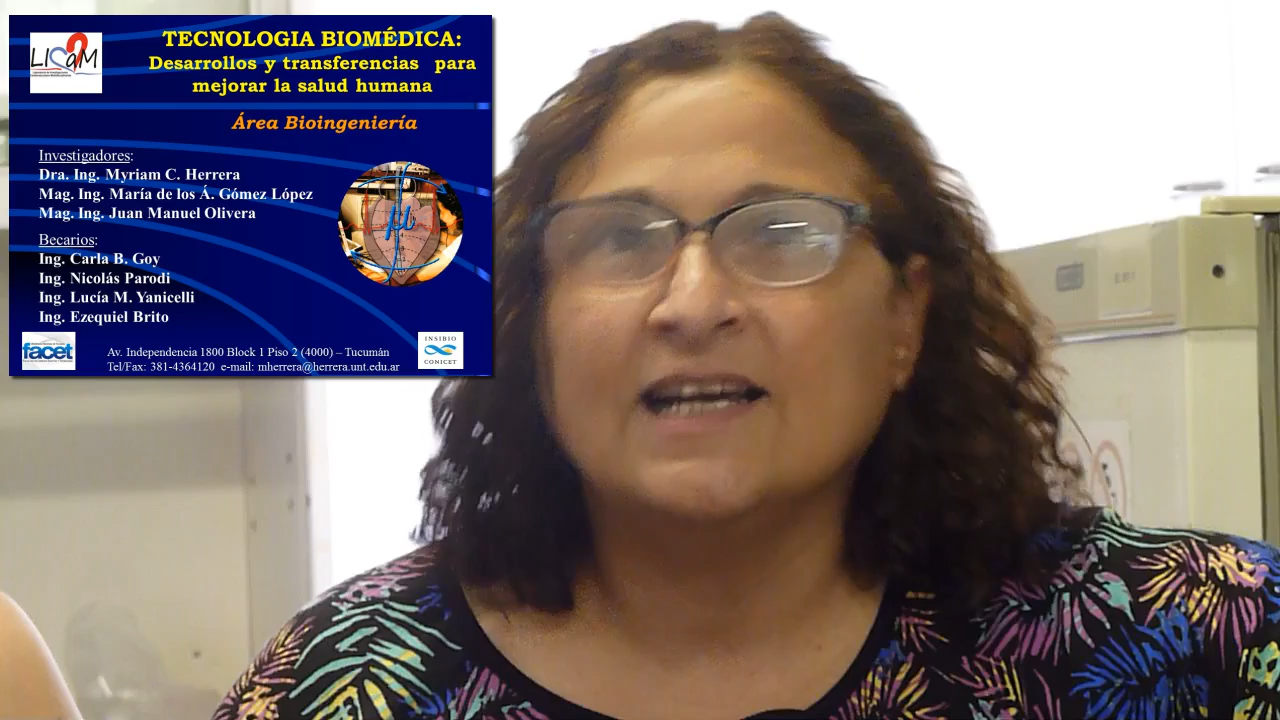 LICaM
TECNOLOGIA BIOMÉDICA:
Desarrollos y transferencias para
mejorar la salud humana
Área Bioingeniería
Investigadores:
Dra. Ing. Myriam C. Herrera
Mag. Ing. María de los Á. Gómez López
Mag. Ing. Juan Manuel Olivera
μ
Becarios:
Ing. Carla B. Goy
Ing. Nicolás Parodi
Ing. Lucía M. Yanicelli
Ing. Ezequiel Brito
facet
Av. Independencia 1800 Block 1 Piso 2 (4000) – Tucumán
Tel/Fax: 381-4364120 e-mail: mherrera@herrera.unt.edu.ar
INSIBIO
CONICET